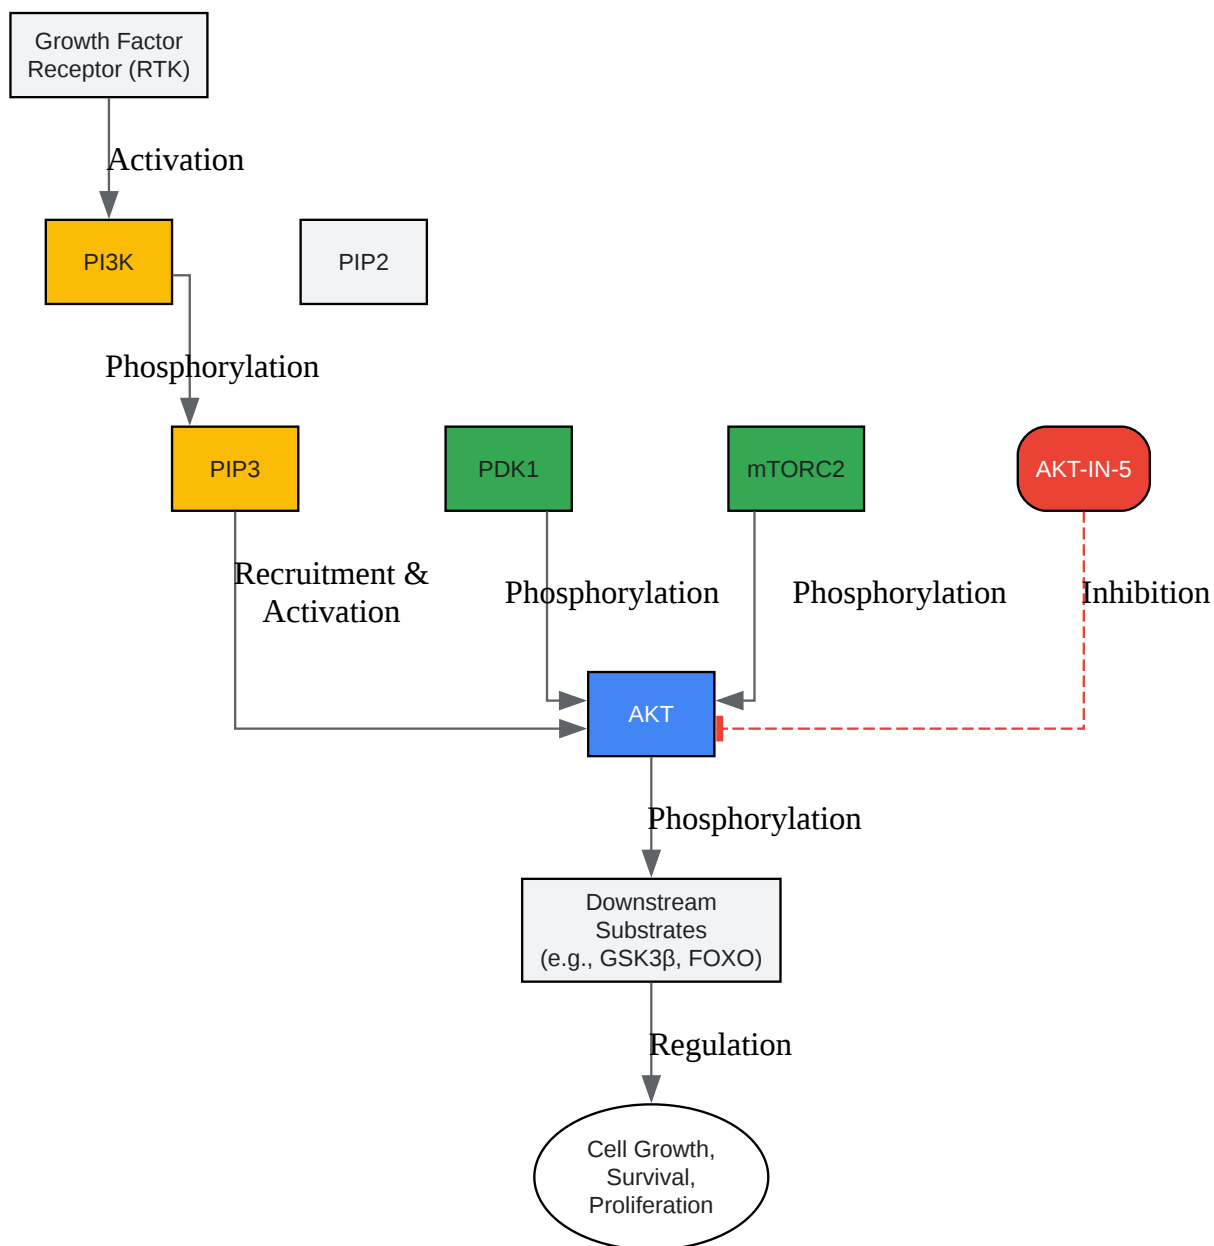 Growth Factor
Receptor (RTK)
Activation
PI3K
PIP2
Phosphorylation
PIP3
PDK1
mTORC2
AKT-IN-5
Recruitment &
Activation
Phosphorylation
Phosphorylation
Inhibition
AKT
Phosphorylation
Downstream
Substrates
(e.g., GSK3β, FOXO)
Regulation
Cell Growth,
Survival,
Proliferation